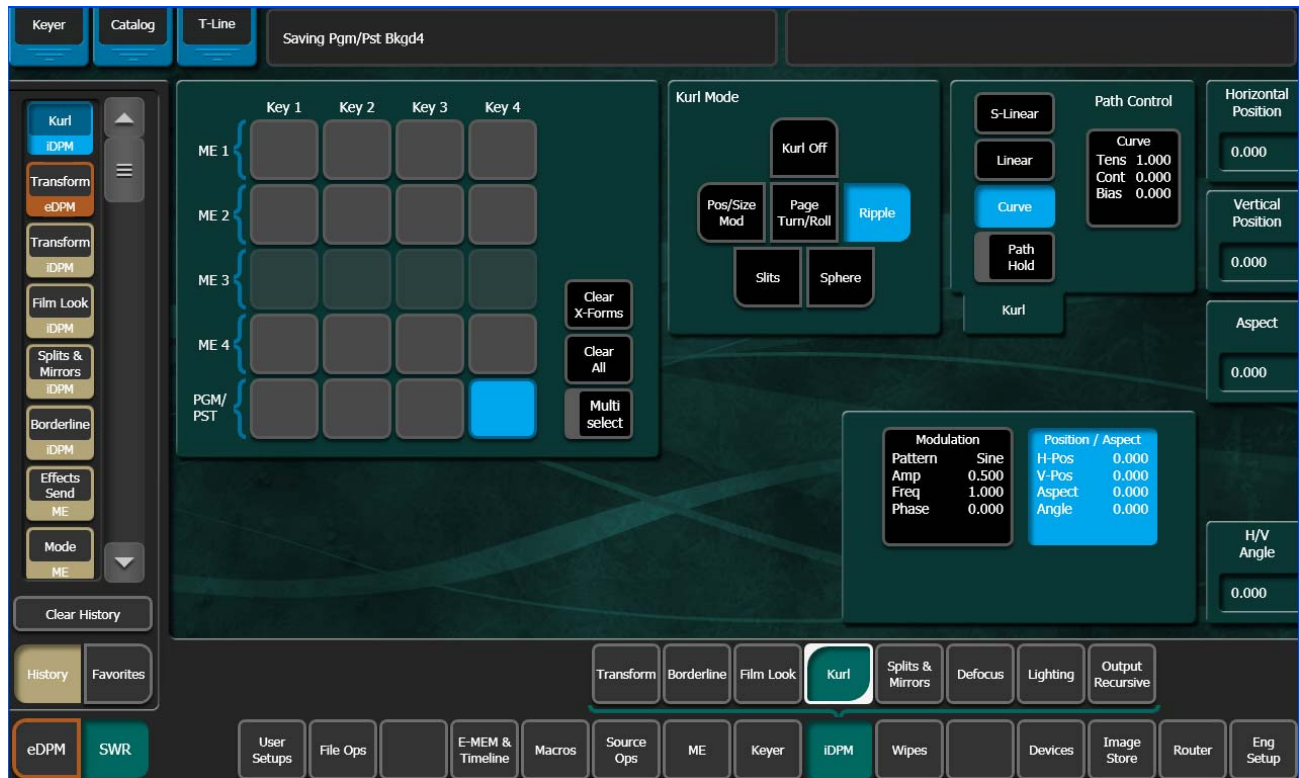 Keyer
Catalog
T-Line
Saving Pgm/Pst Bkgd4
Kurl
iDPM
Transform
eDPM
Transform
iDPM
Film Look
iDPM
Splits &
Mirrors
iDPM
Borderline
iDPM
Effects
Send
ME
Mode
ME
Clear History
History
Favorites
Key 1 Key 2 Key 3 Key 4
ME 1
ME 2
ME 3
ME 4
PGM/
PST
Clear
X-Forms
Clear
All
Multi
select
Kurl Mode
Kurl Off
Pos/Size
Mod
Page
Turn/Roll
Ripple
Slits
Sphere
S-Linear
Linear
Curve
Path
Hold
Path Control
Curve
Tens 1.000
Cont 0.000
Bias 0.000
Kurl
Horizontal
Position
0.000
Vertical
Position
0.000
Aspect
0.000
Modulation
Pattern Sine
Amp 0.500
Freq 1.000
Phase 0.000
Position / Aspect
H-Pos 0.000
V-Pos 0.000
Aspect 0.000
Angle 0.000
H/V
Angle
0.000
Transform
Borderline
Film Look
Kurl
Splits &
Mirrors
Defocus
Lighting
Output
Recursive
eDPM
SWR
User
Setups
File Ops
E-MEM &
Timeline
Macros
Source
Ops
ME
Keyer
iDPM
Wipes
Devices
Image
Store
Router
Eng
Setup